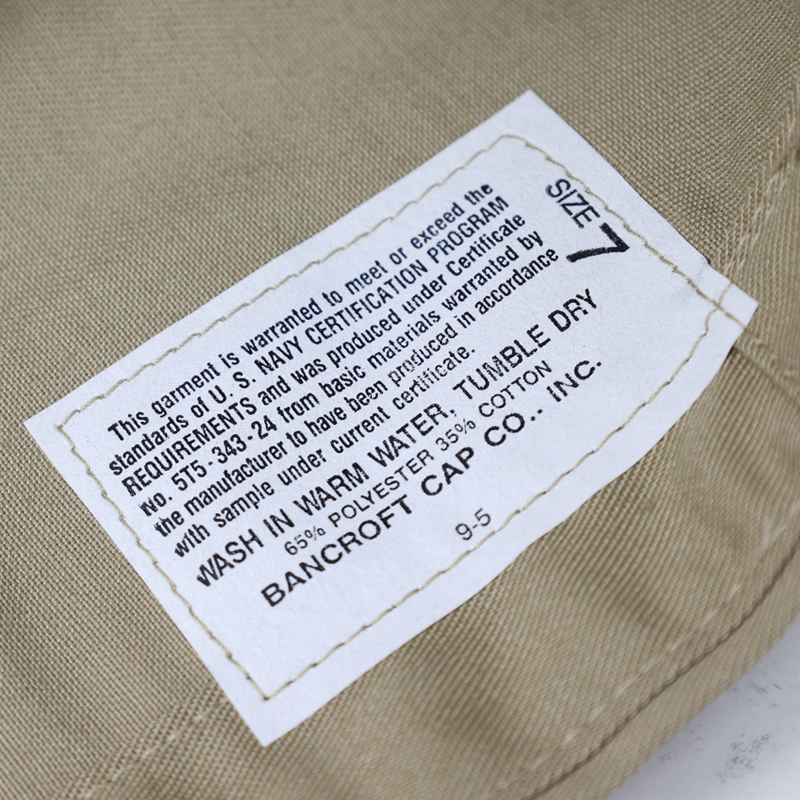 This garment is warranted to meet or exceed the
standards of U. S. NAVY CERTIFICATION PROGRAM
REQUIREMENTS and was produced under Certificate
No. 5T5-343-24 from basic materials warranted by
the manufacturer to have been produced in accordance
with sample under current certificate.
WASH IN WARM WATER, TUMBLE DRY
65% POLYESTER 35% COTTON
BANCROFT CAP CO., INC.
9-5
SIZE
7